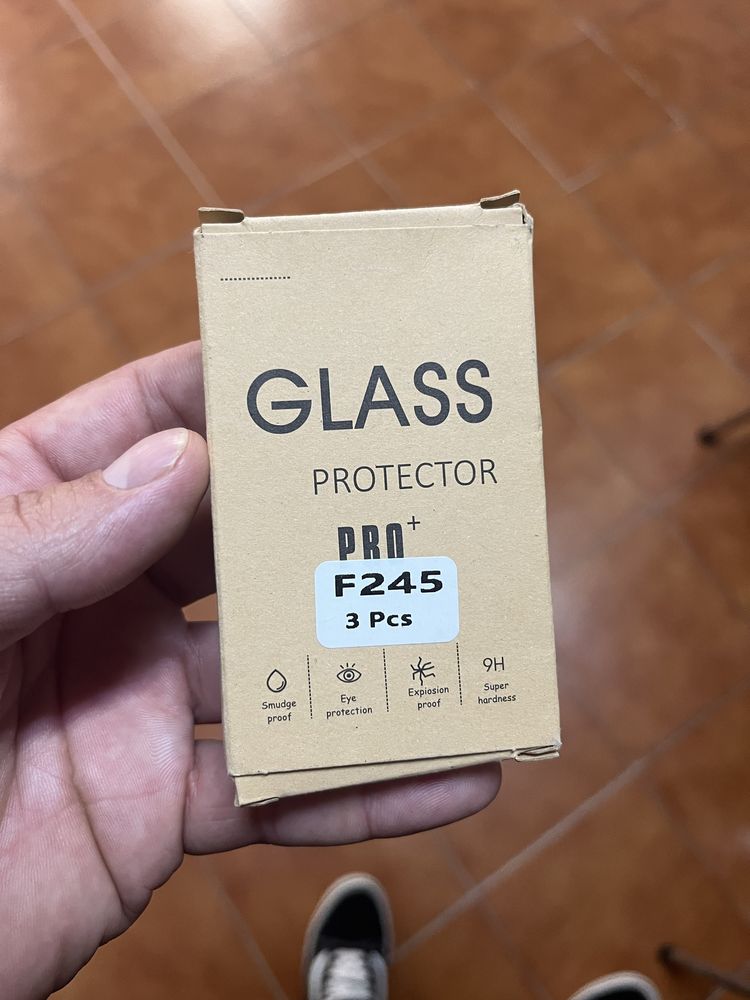 GLASS
PROTECTOR
PRO+
F245
3 Pcs
Smudge proof
Eye protection
Explosion proof
9H
Super hardness